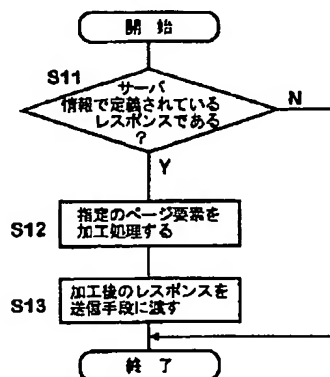 開 始
S11
サーバ
情報で定義されている
レスポンスである
?
N
Y
S12
指定のページ要素を
加工処理する
S13
加工後のレスポンスを
送信手段に渡す
終 了